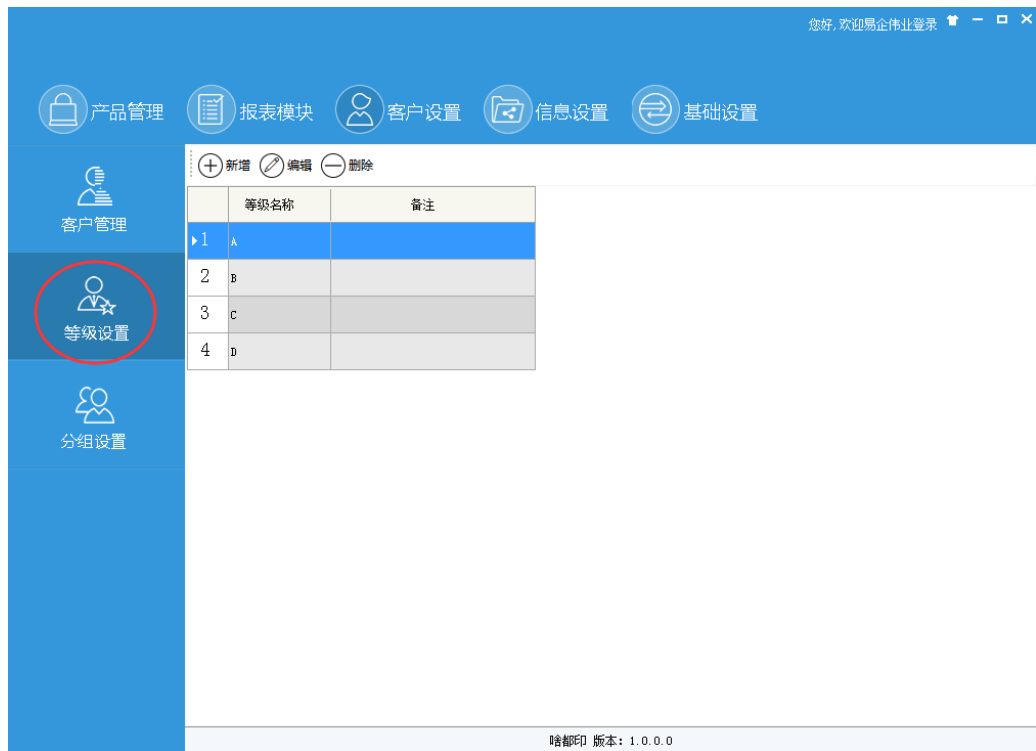 您好,欢迎易企伟业登录
产品管理 报表模块 客户设置 信息设置 基础设置
新增 编辑 删除
客户管理
等级设置
分组设置
等级名称 备注
1 A
2 B
3 C
4 D
啥都印 版本: 1.0.0.0